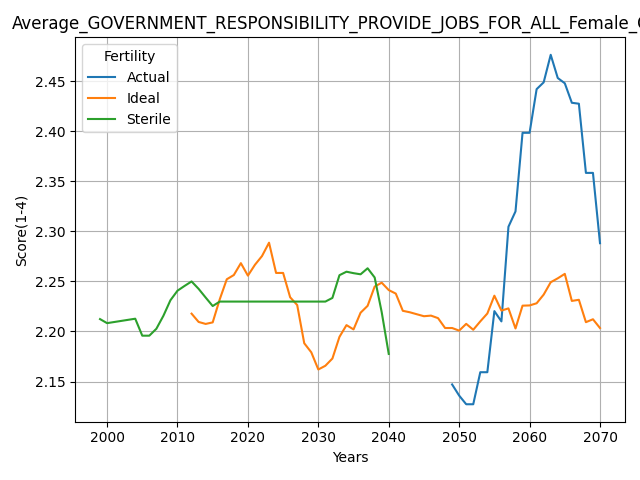 Average_GOVERNMENT_RESPONSIBILITY_PROVIDE_JOBS_FOR_ALL_Female_
Fertility
Actual
Ideal
Sterile
2.45
2.40
2.35
2.30
2.25
2.20
2.15
Score(1-4)
2000 2010 2020 2030 2040 2050 2060 2070
Years